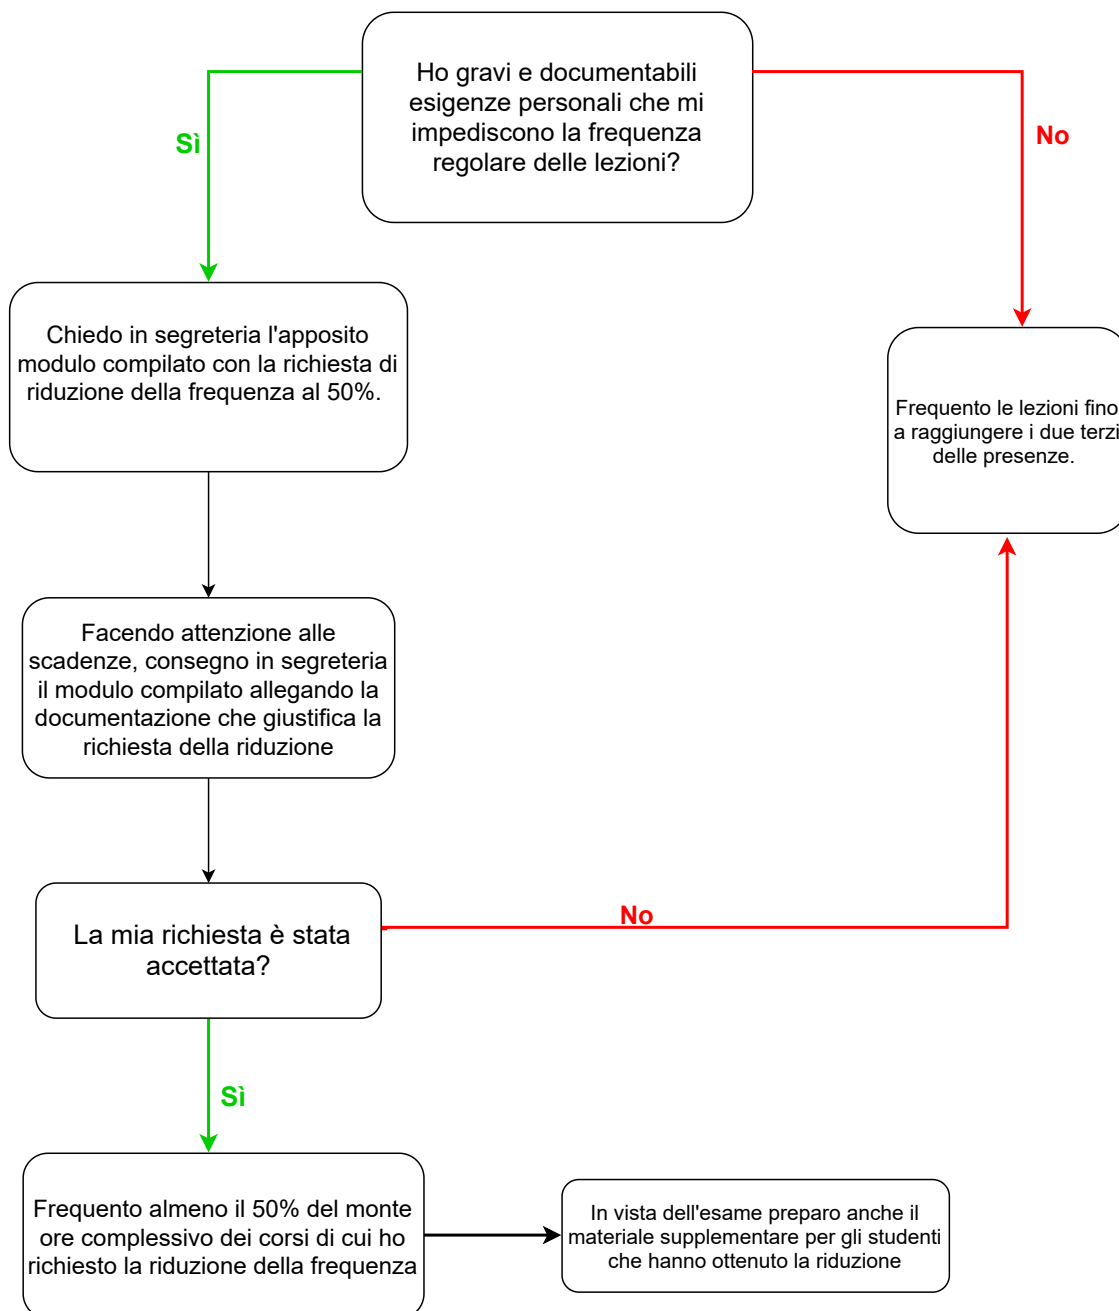 Ho gravi e documentabili
esigenze personali che mi
impediscono la frequenza
regolare delle lezioni?
Sì
No
Chiedo in segreteria l'apposito
modulo compilato con la richiesta di
riduzione della frequenza al 50%.
Frequento le lezioni fino
a raggiungere i due terzi
delle presenze.
Facendo attenzione alle
scadenze, consegno in segreteria
il modulo compilato allegando la
documentazione che giustifica la
richiesta della riduzione
La mia richiesta è stata
accettata?
No
Sì
Frequento almeno il 50% del monte
ore complessivo dei corsi di cui ho
richiesto la riduzione della frequenza
In vista dell'esame preparo anche il
materiale supplementare per gli studenti
che hanno ottenuto la riduzione